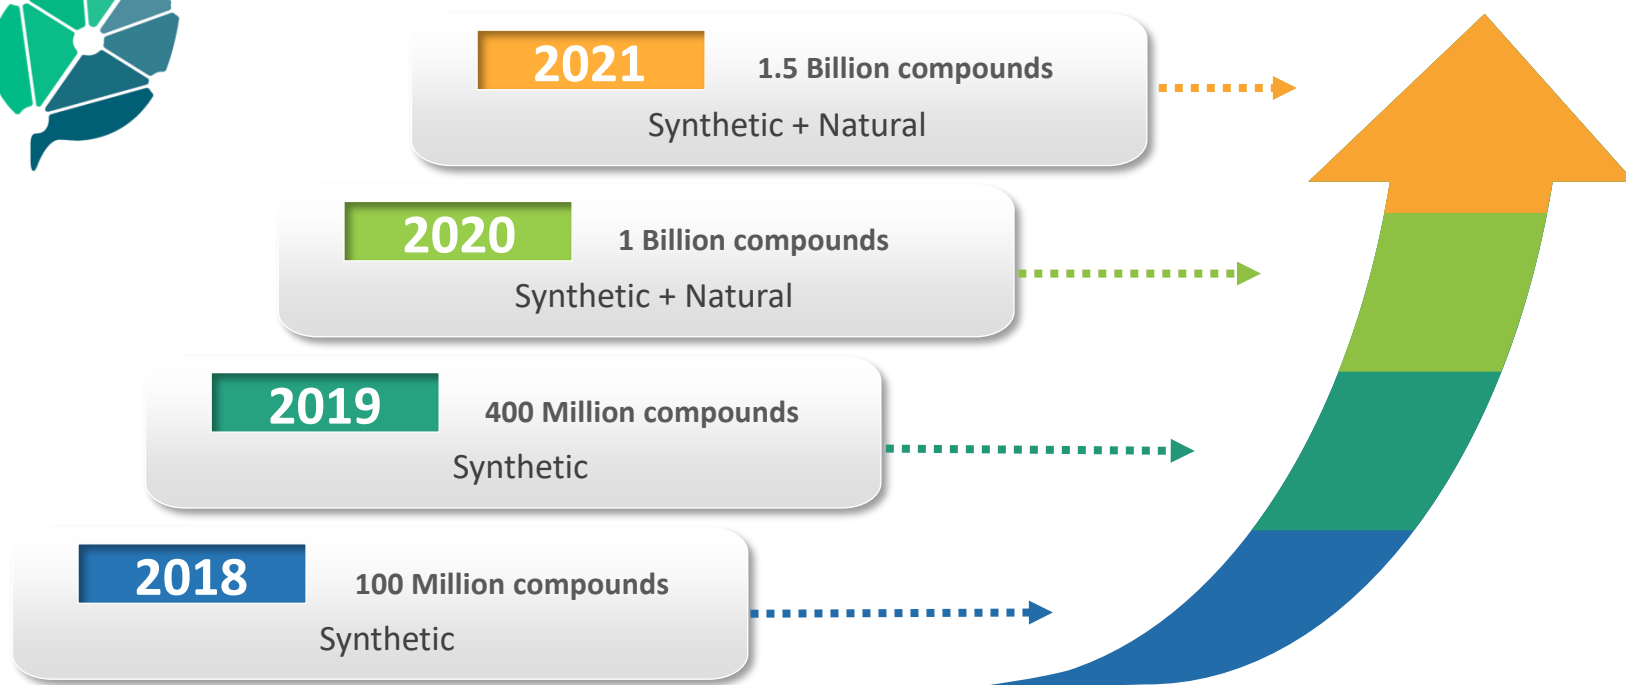 2021 1.5 Billion compounds
Synthetic + Natural
2020 1 Billion compounds
Synthetic + Natural
2019 400 Million compounds
Synthetic
2018 100 Million compounds
Synthetic